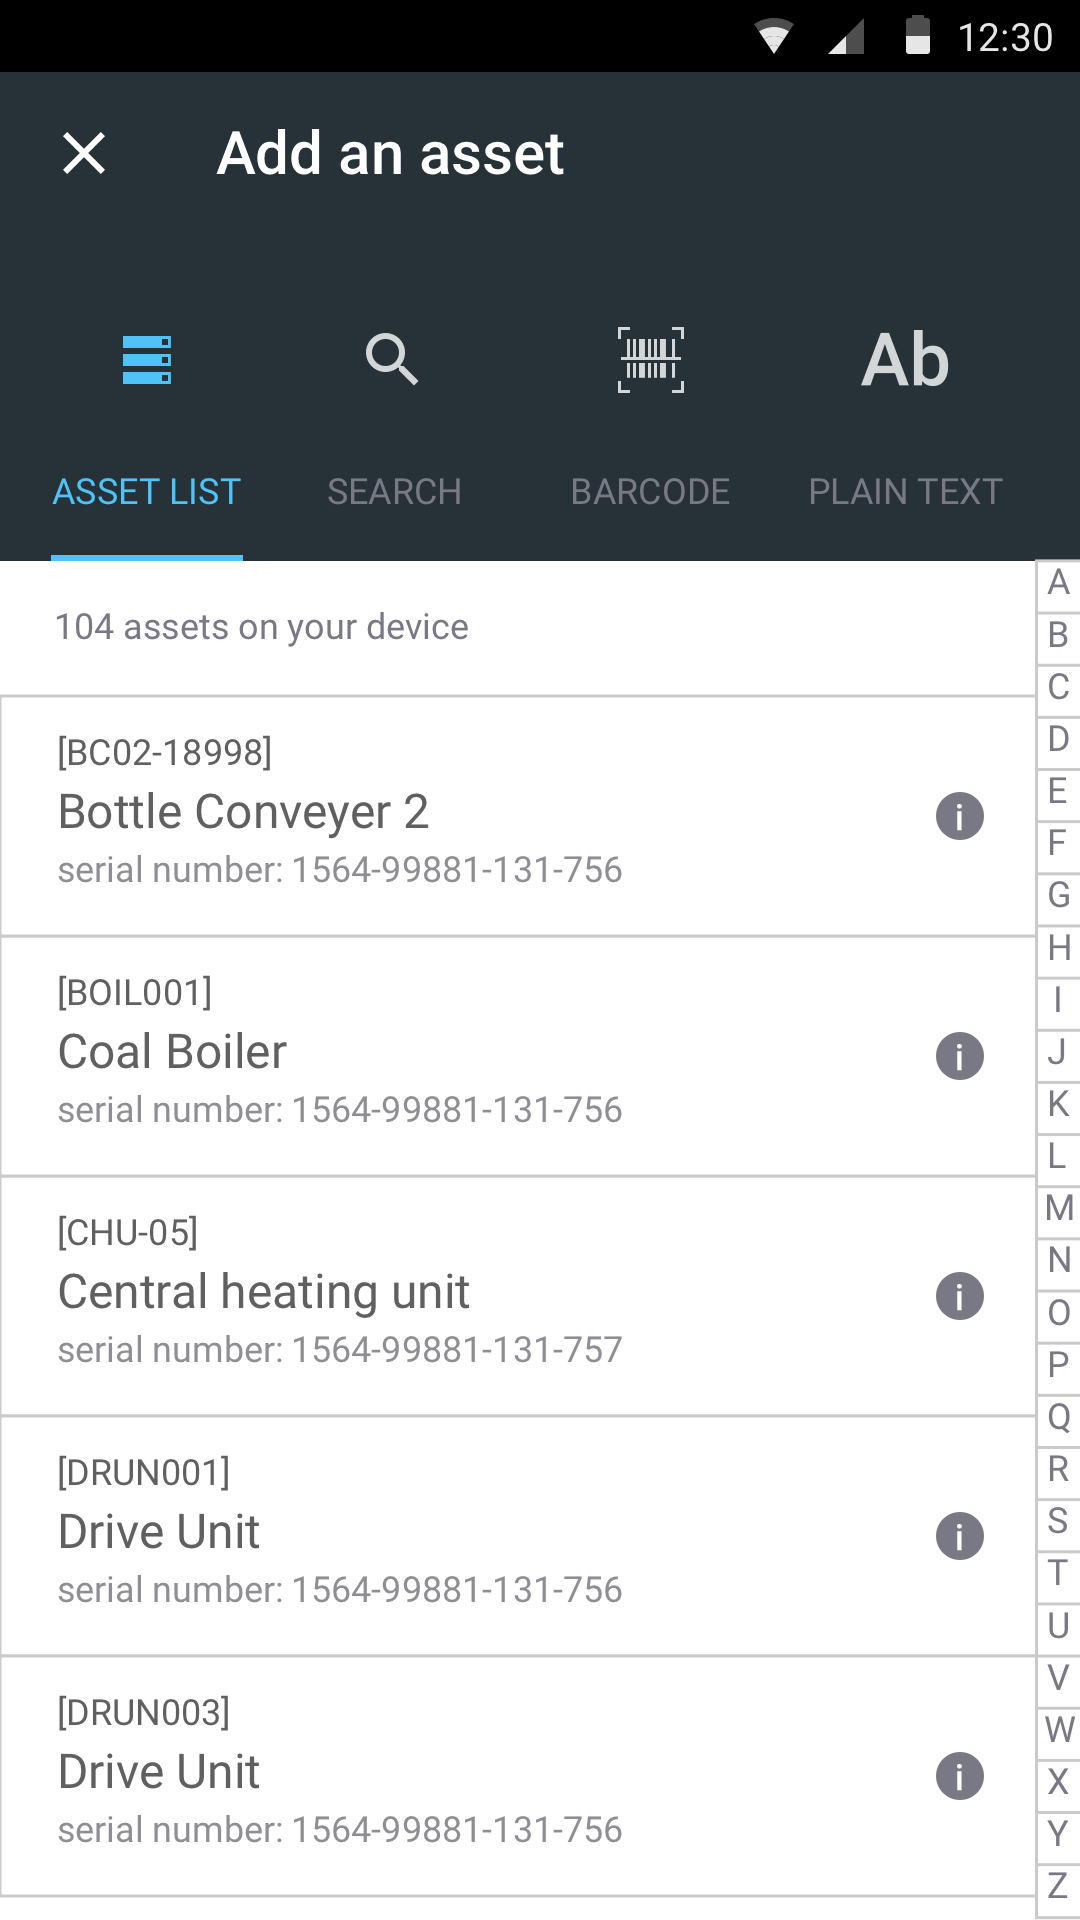 12:30
Add an asset
Ab
ASSET LIST SEARCH BARCODE PLAIN TEXT
104 assets on your device
[BC02-18998]
Bottle Conveyer 2
i
serial number: 1564-99881-131-756
[BOIL001]
Coal Boiler
i
serial number: 1564-99881-131-756
[CHU-05]
Central heating unit
i
serial number: 1564-99881-131-757
[DRUN001]
Drive Unit
i
serial number: 1564-99881-131-756
[DRUN003]
Drive Unit
i
serial number: 1564-99881-131-756
A
B
C
D
E
F
G
H
I
J
K
L
M
N
O
P
Q
R
S
T
U
V
W
X
Y
Z